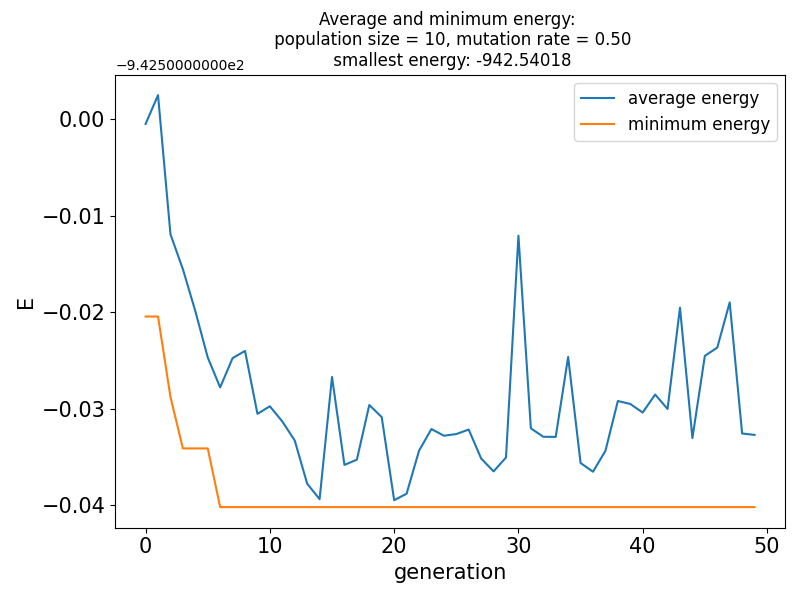 Average and minimum energy:
population size = 10, mutation rate = 0.50
smallest energy: -942.54018
−9.4250000000e2
average energy
minimum energy
0.00
−0.01
−0.02
−0.03
−0.04
E
0 10 20 30 40 50
generation